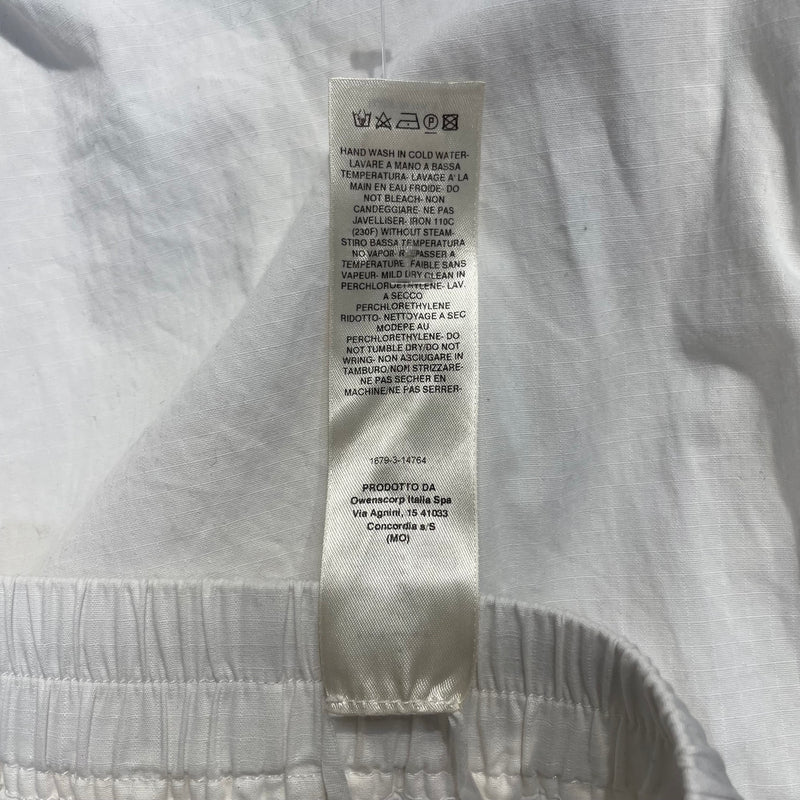 HAND WASH IN COLD WATER-
LAVARE A MANO A BASSA
TEMPERATURA- LAVAGE A' LA
MAIN EN EAU FROIDE- DO
NOT BLEACH- NON
CANDEGGIARE- NE PAS
JAVELLISER- IRON 110C
(230F) WITHOUT STEAM-
STIRO BASSA TEMPERATURA
NO VAPOR- R PASSER A
TEMPERATURE FAIBLE SANS
VAPEUR- MILD DRY CLEAN IN
PERCHLOROETHYLENE- LAV.
A SECCO
PERCHLORETHYLENE
RIDOTTO- NETTOYAGE A SEC
MODEPE AU
PERCHLORETHYLENE- DO
NOT TUMBLE DRY/DO NOT
WRING- NON ASCIUGARE IN
TAMBURO/NON STRIZZARE-
NE PAS SECHER EN
MACHINE/NE PAS SERRER-
1679-3-14764
PRODOTTO DA
Owenscorp Italia Spa
Via Agnini, 15 41033
Concordia s/S
(MO)